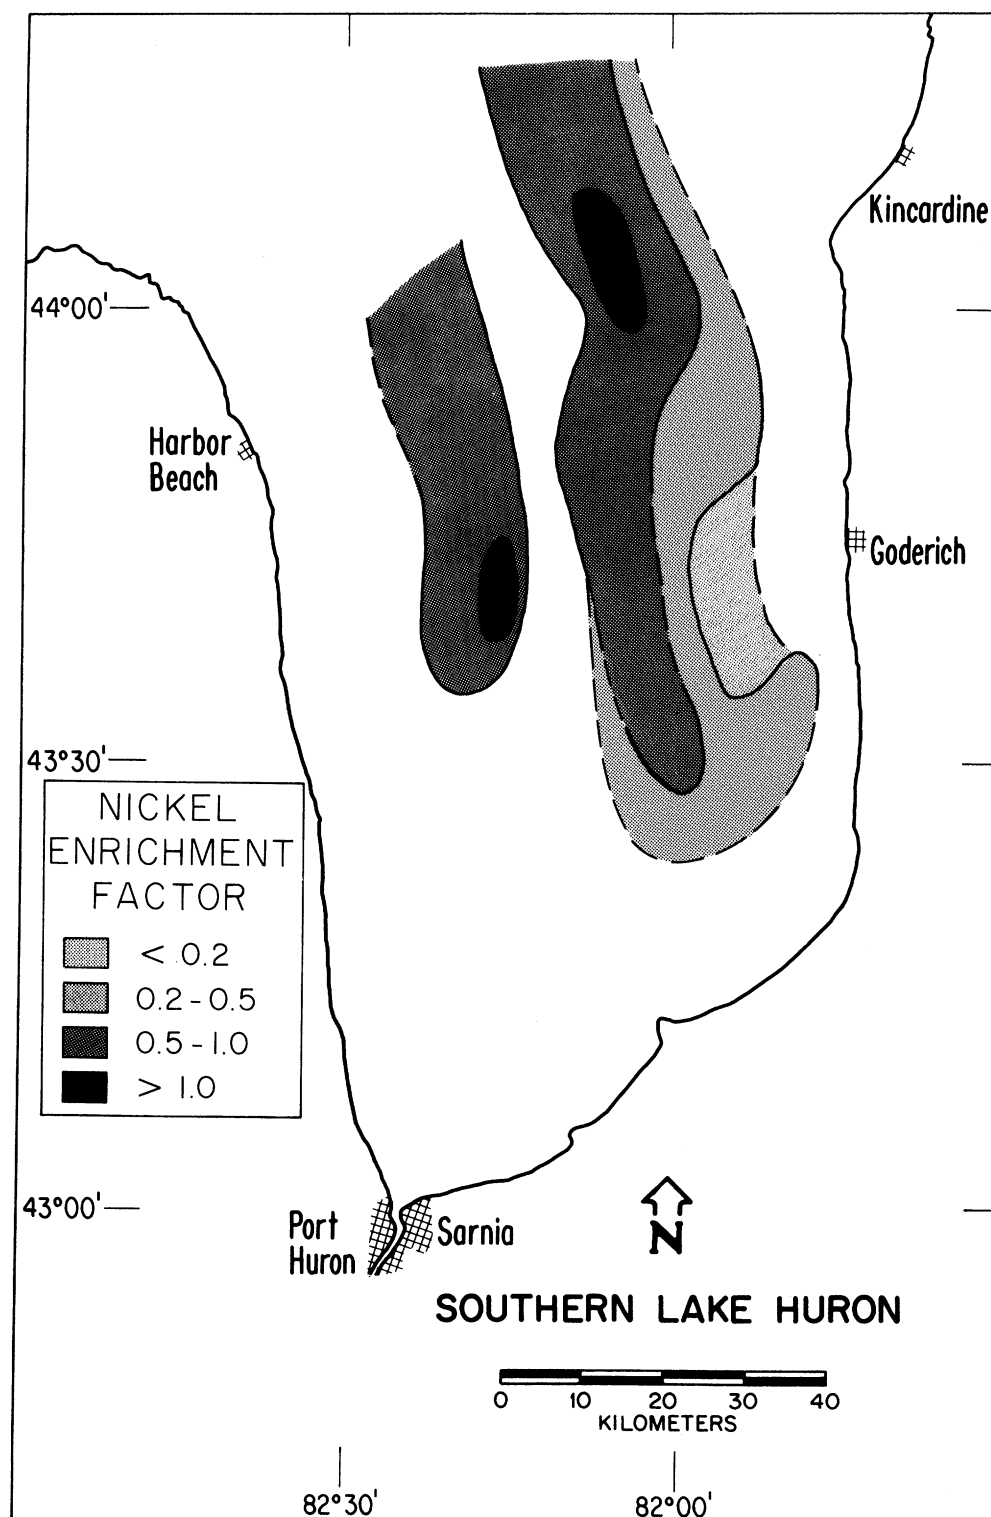 Kincardine
44°00'
Harbor
Beach
Goderich
43°30'
NICKEL
ENRICHMENT
FACTOR
< 0.2
0.2-0.5
0.5-1.0
> 1.0
43°00'
Port
Huron
Sarnia
N
SOUTHERN LAKE HURON
0 10 20 30 40
KILOMETERS
82°30' 82°00'